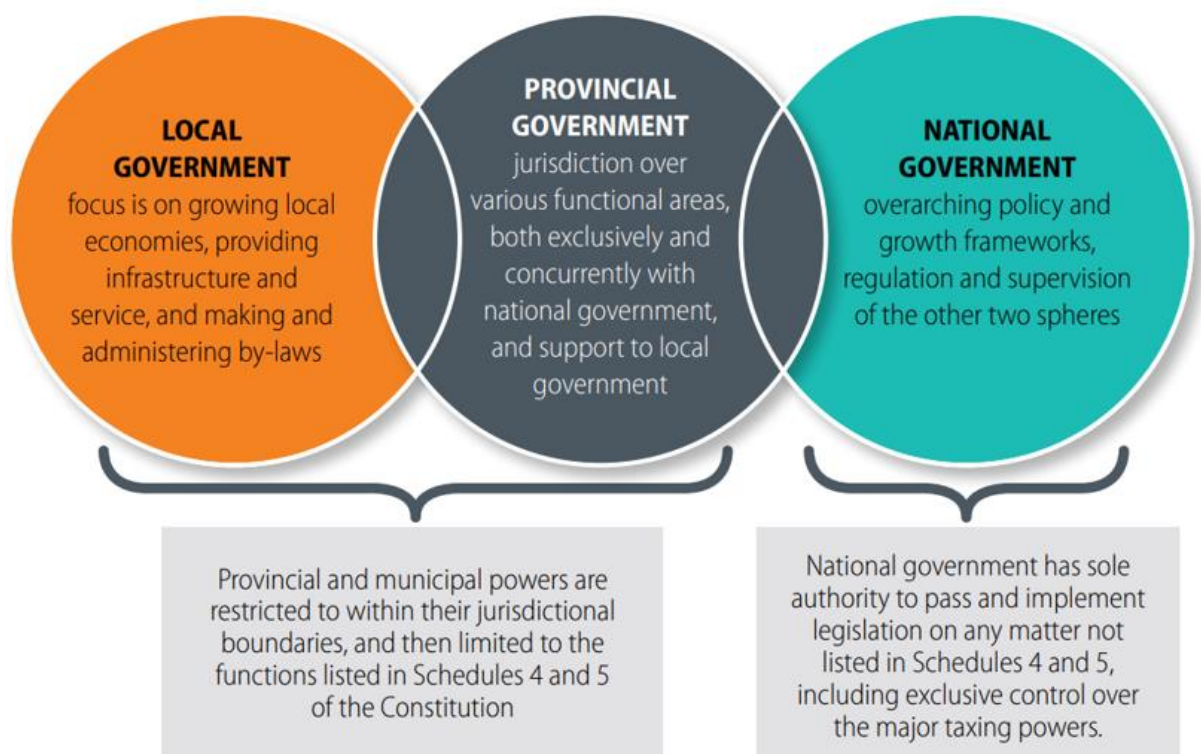 LOCAL
GOVERNMENT
focus is on growing local
economies, providing
infrastructure and
service, and making and
administering by-laws
PROVINCIAL
GOVERNMENT
jurisdiction over
various functional areas,
both exclusively and
concurrently with
national government,
and support to local
government
NATIONAL
GOVERNMENT
overarching policy and
growth frameworks,
regulation and supervision
of the other two spheres
Provincial and municipal powers are
restricted to within their jurisdictional
boundaries, and then limited to the
functions listed in Schedules 4 and 5
of the Constitution
National government has sole
authority to pass and implement
legislation on any matter not
listed in Schedules 4 and 5,
including exclusive control over
the major taxing powers.